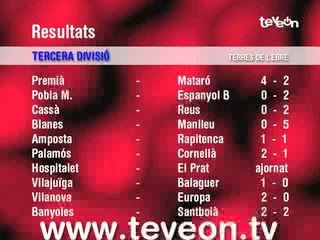 teveón
Resultats
TERCERA DIVISIÓ TERRES DE L'EBRE
Premià - Mataró 4 - 2
Pobla M. - Espanyol B 0 - 2
Cassà - Reus 0 - 2
Blanes - Manlleu 0 - 5
Amposta - Rapitenca 1 - 1
Palamós - Cornellà 2 - 1
Hospitalet - El Prat ajornat
Vilajuïga - Balaguer 1 - 0
Vilanova - Europa 2 - 0
Banyoles - Santboià 2 - 2
www.teveon.tv